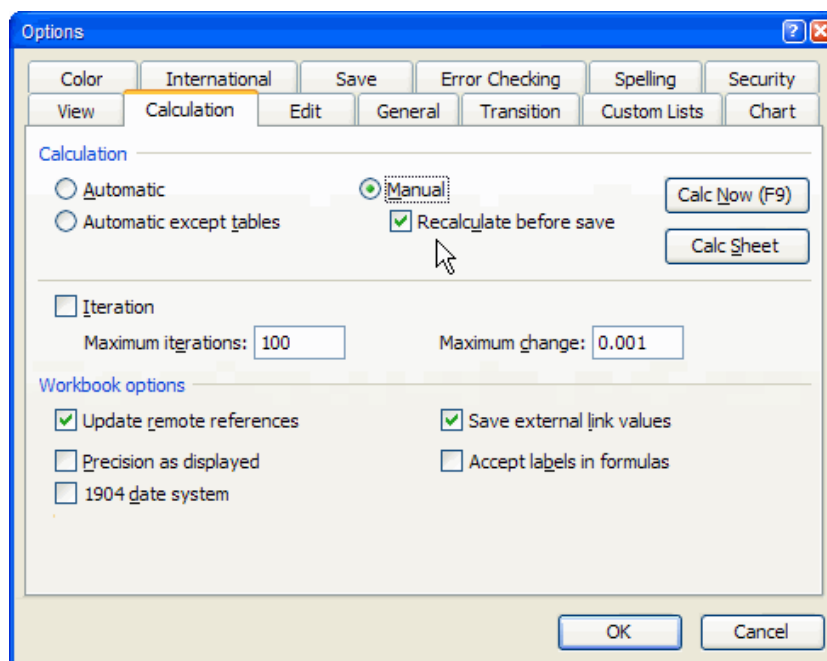 Options
Color International Save Error Checking Spelling Security
View Calculation Edit General Transition Custom Lists Chart
Calculation
Automatic Manual Calc Now (F9)
Automatic except tables Recalculate before save
Calc Sheet
Iteration
Maximum iterations: 100 Maximum change: 0.001
Workbook options
Update remote references Save external link values
Precision as displayed Accept labels in formulas
1904 date system
OK Cancel